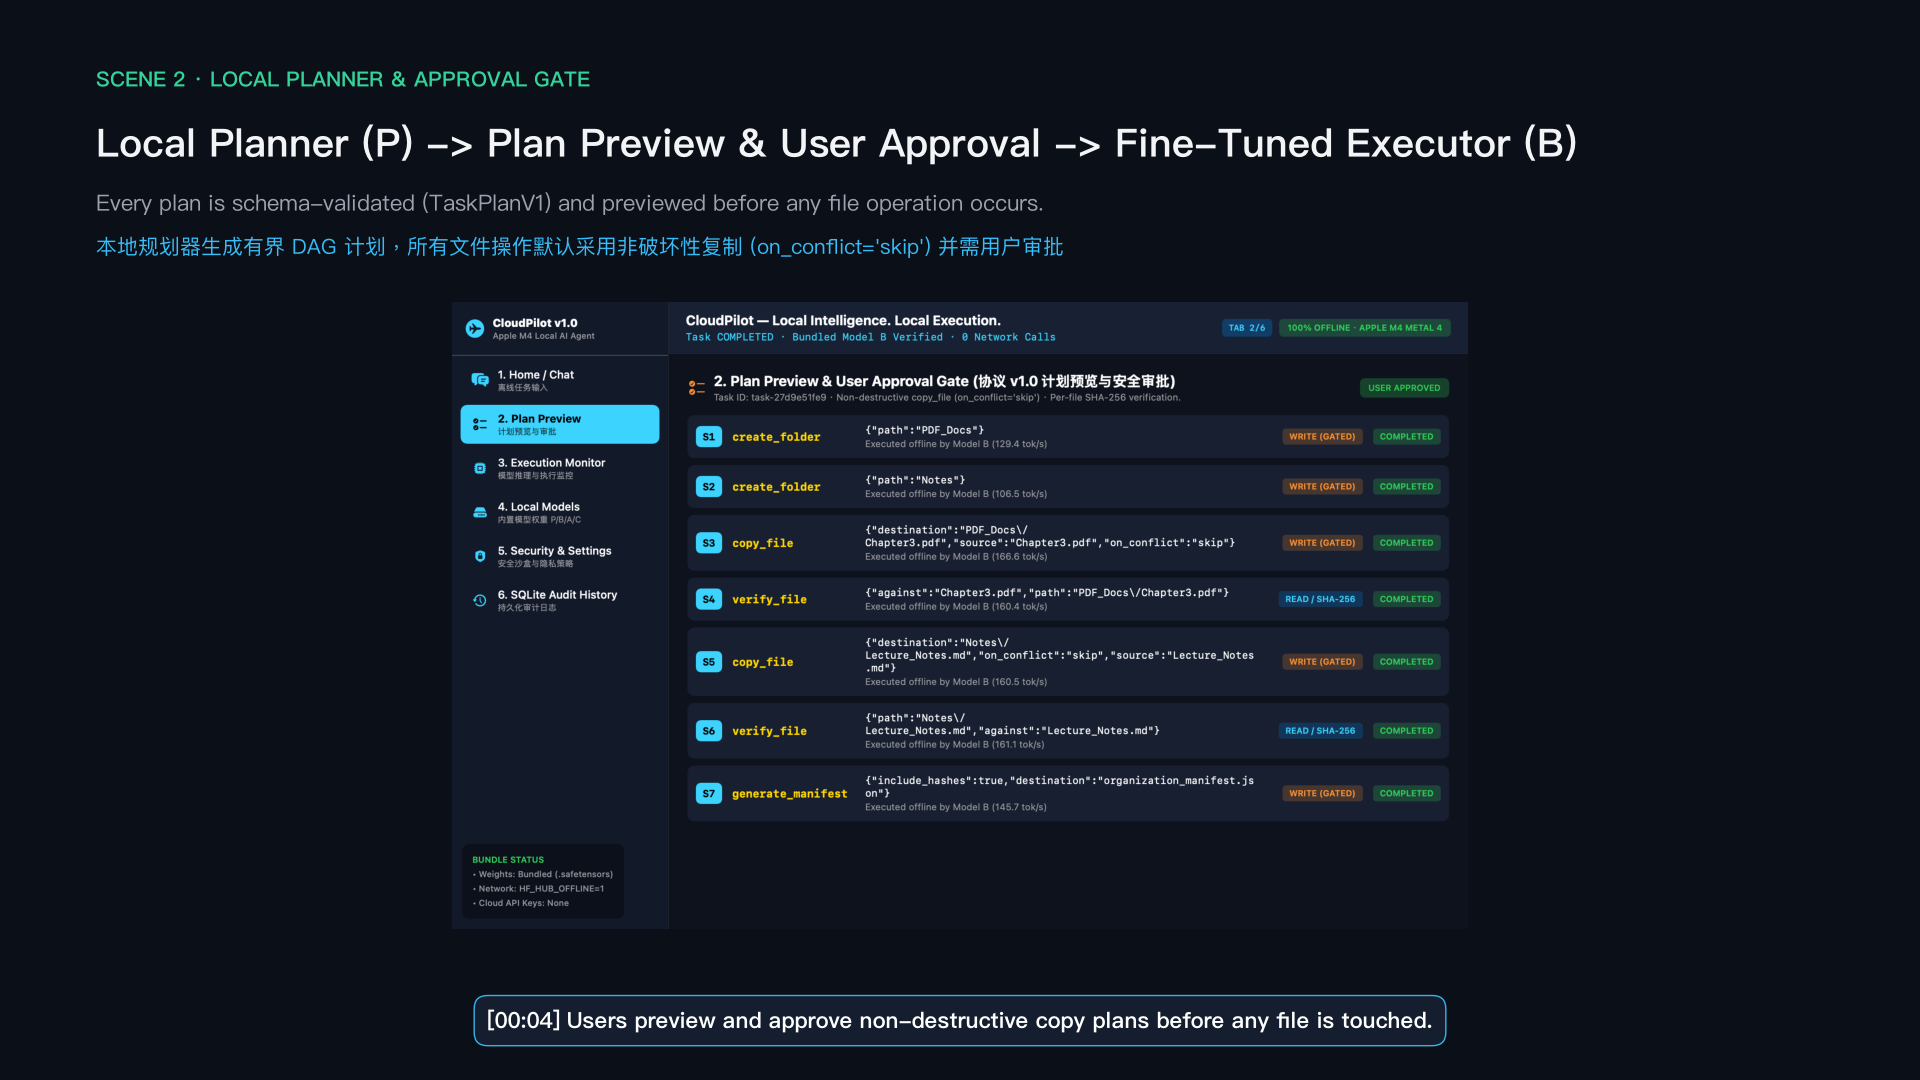 SCENE 2 · LOCAL PLANNER & APPROVAL GATE
Local Planner (P) -> Plan Preview & User Approval -> Fine-Tuned Executor (B)
Every plan is schema-validated (TaskPlanV1) and previewed before any file operation occurs.
本地规划器生成有界 DAG 计划，所有文件操作默认采用非破坏性复制 (on_conflict='skip') 并需用户审批
CloudPilot v1.0
Apple M4 Local AI Agent
1. Home / Chat
离线任务输入
2. Plan Preview
计划预览与审批
3. Execution Monitor
模型推理与执行监控
4. Local Models
内置模型权重 P/B/A/C
5. Security & Settings
安全沙盒与隐私策略
6. SQLite Audit History
持久化审计日志
BUNDLE STATUS
• Weights: Bundled (.safetensors)
• Network: HF_HUB_OFFLINE=1
• Cloud API Keys: None
CloudPilot — Local Intelligence. Local Execution.
Task COMPLETED · Bundled Model B Verified · 0 Network Calls
TAB 2/6
100% OFFLINE · APPLE M4 METAL 4
2. Plan Preview & User Approval Gate (协议 v1.0 计划预览与安全审批)
Task ID: task-27d9e51fe9 · Non-destructive copy_file (on_conflict='skip') · Per-file SHA-256 verification.
USER APPROVED
S1 create_folder
{"path":"PDF_Docs"}
Executed offline by Model B (129.4 tok/s)
WRITE (GATED) COMPLETED
S2 create_folder
{"path":"Notes"}
Executed offline by Model B (106.5 tok/s)
WRITE (GATED) COMPLETED
S3 copy_file
{"destination":"PDF_Docs\/
Chapter3.pdf","source":"Chapter3.pdf","on_conflict":"skip"}
Executed offline by Model B (166.6 tok/s)
WRITE (GATED) COMPLETED
S4 verify_file
{"against":"Chapter3.pdf","path":"PDF_Docs\/Chapter3.pdf"}
Executed offline by Model B (160.4 tok/s)
READ / SHA-256 COMPLETED
S5 copy_file
{"destination":"Notes\/
Lecture_Notes.md","on_conflict":"skip","source":"Lecture_Notes
.md"}
Executed offline by Model B (160.5 tok/s)
WRITE (GATED) COMPLETED
S6 verify_file
{"path":"Notes\/
Lecture_Notes.md","against":"Lecture_Notes.md"}
Executed offline by Model B (161.1 tok/s)
READ / SHA-256 COMPLETED
S7 generate_manifest
{"include_hashes":true,"destination":"organization_manifest.js
on"}
Executed offline by Model B (145.7 tok/s)
WRITE (GATED) COMPLETED
[00:04] Users preview and approve non-destructive copy plans before any file is touched.